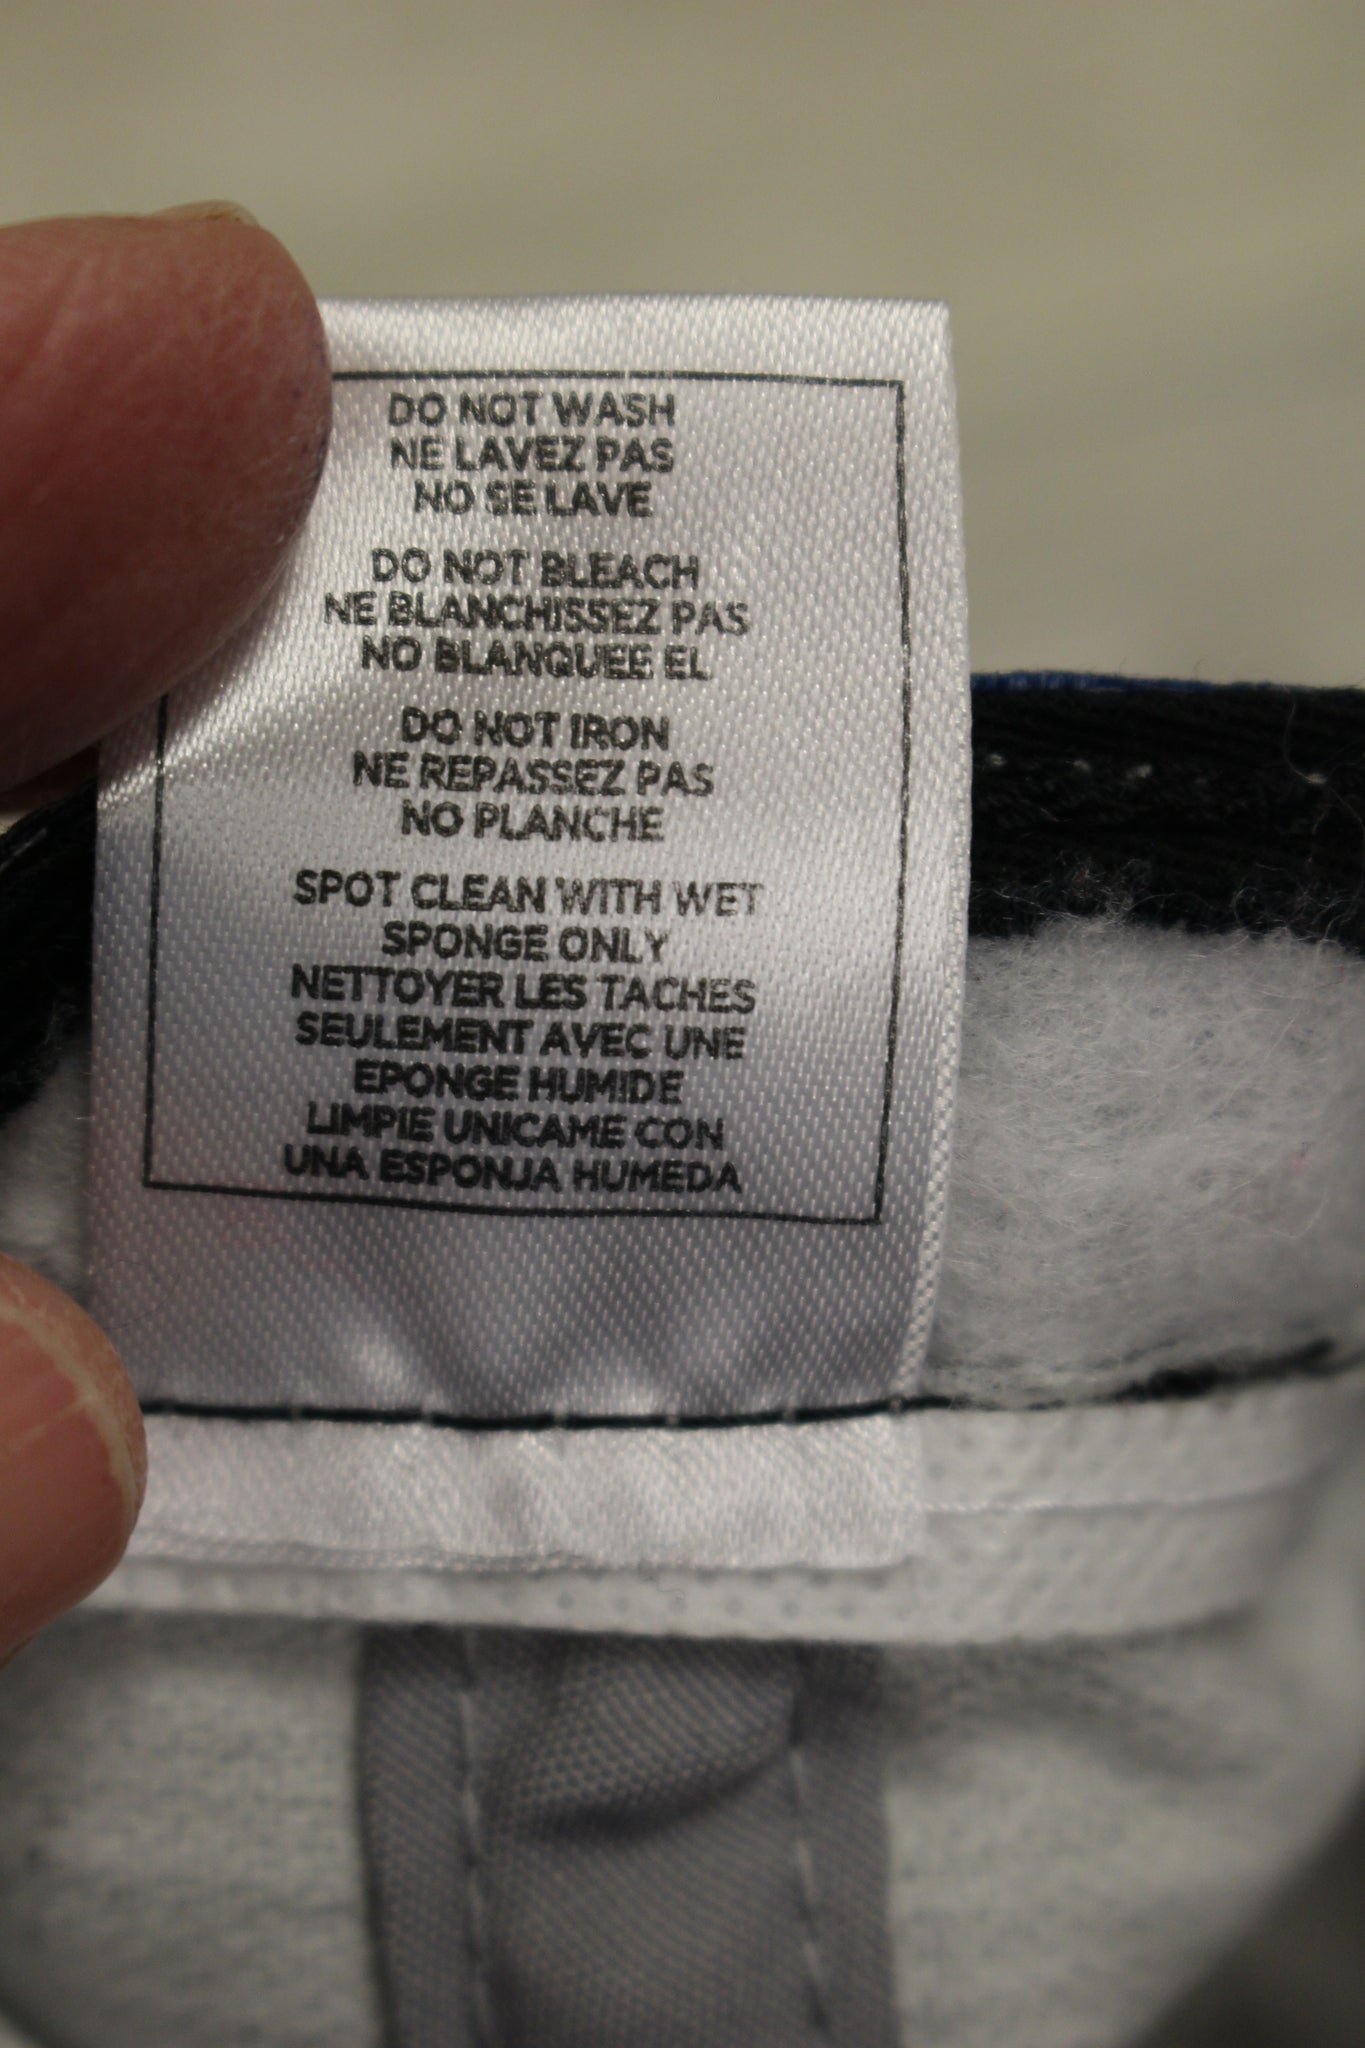 DO NOT WASH
NE LAVEZ PAS
NO SE LAVE
DO NOT BLEACH
NE BLANCHISSEZ PAS
NO BLANQUEE EL
DO NOT IRON
NE REPASSEZ PAS
NO PLANCHE
SPOT CLEAN WITH WET
SPONGE ONLY
NETTOYER LES TACHES
SEULEMENT AVEC UNE
EPONGE HUMIDE
LIMPIE UNICAME CON
UNA ESPONJA HUMEDA